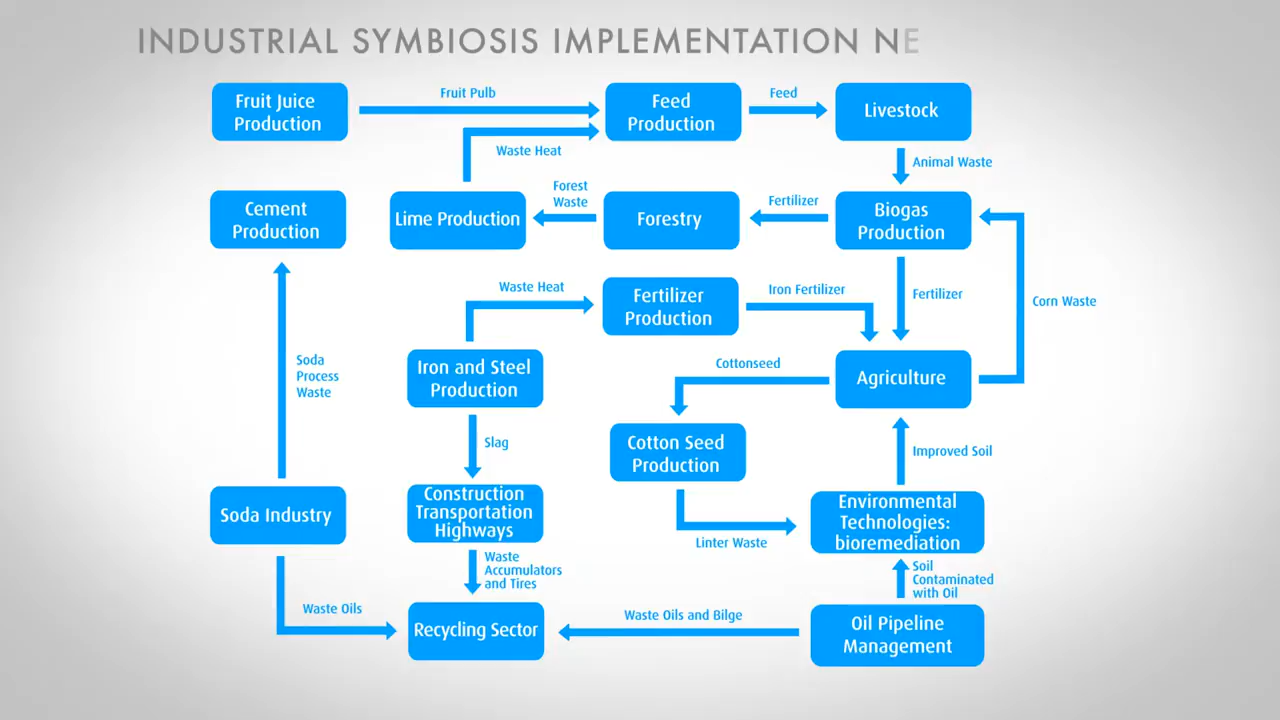 INDUSTRIAL SYMBIOSIS IMPLEMENTATION NE
Fruit Juice
Production
Fruit Pulb
Feed
Production
Feed
Livestock
Waste Heat
Animal Waste
Cement
Production
Lime Production
Forest
Waste
Forestry
Fertilizer
Biogas
Production
Waste Heat
Fertilizer
Production
Iron Fertilizer
Fertilizer
Corn Waste
Soda
Process
Waste
Iron and Steel
Production
Cottonseed
Agriculture
Slag
Cotton Seed
Production
Improved Soil
Soda Industry
Construction
Transportation
Highways
Linter Waste
Environmental
Technologies:
bioremediation
Waste
Accumulators
and Tires
Soil
Contaminated
with Oil
Waste Oils
Recycling Sector
Waste Oils and Bilge
Oil Pipeline
Management